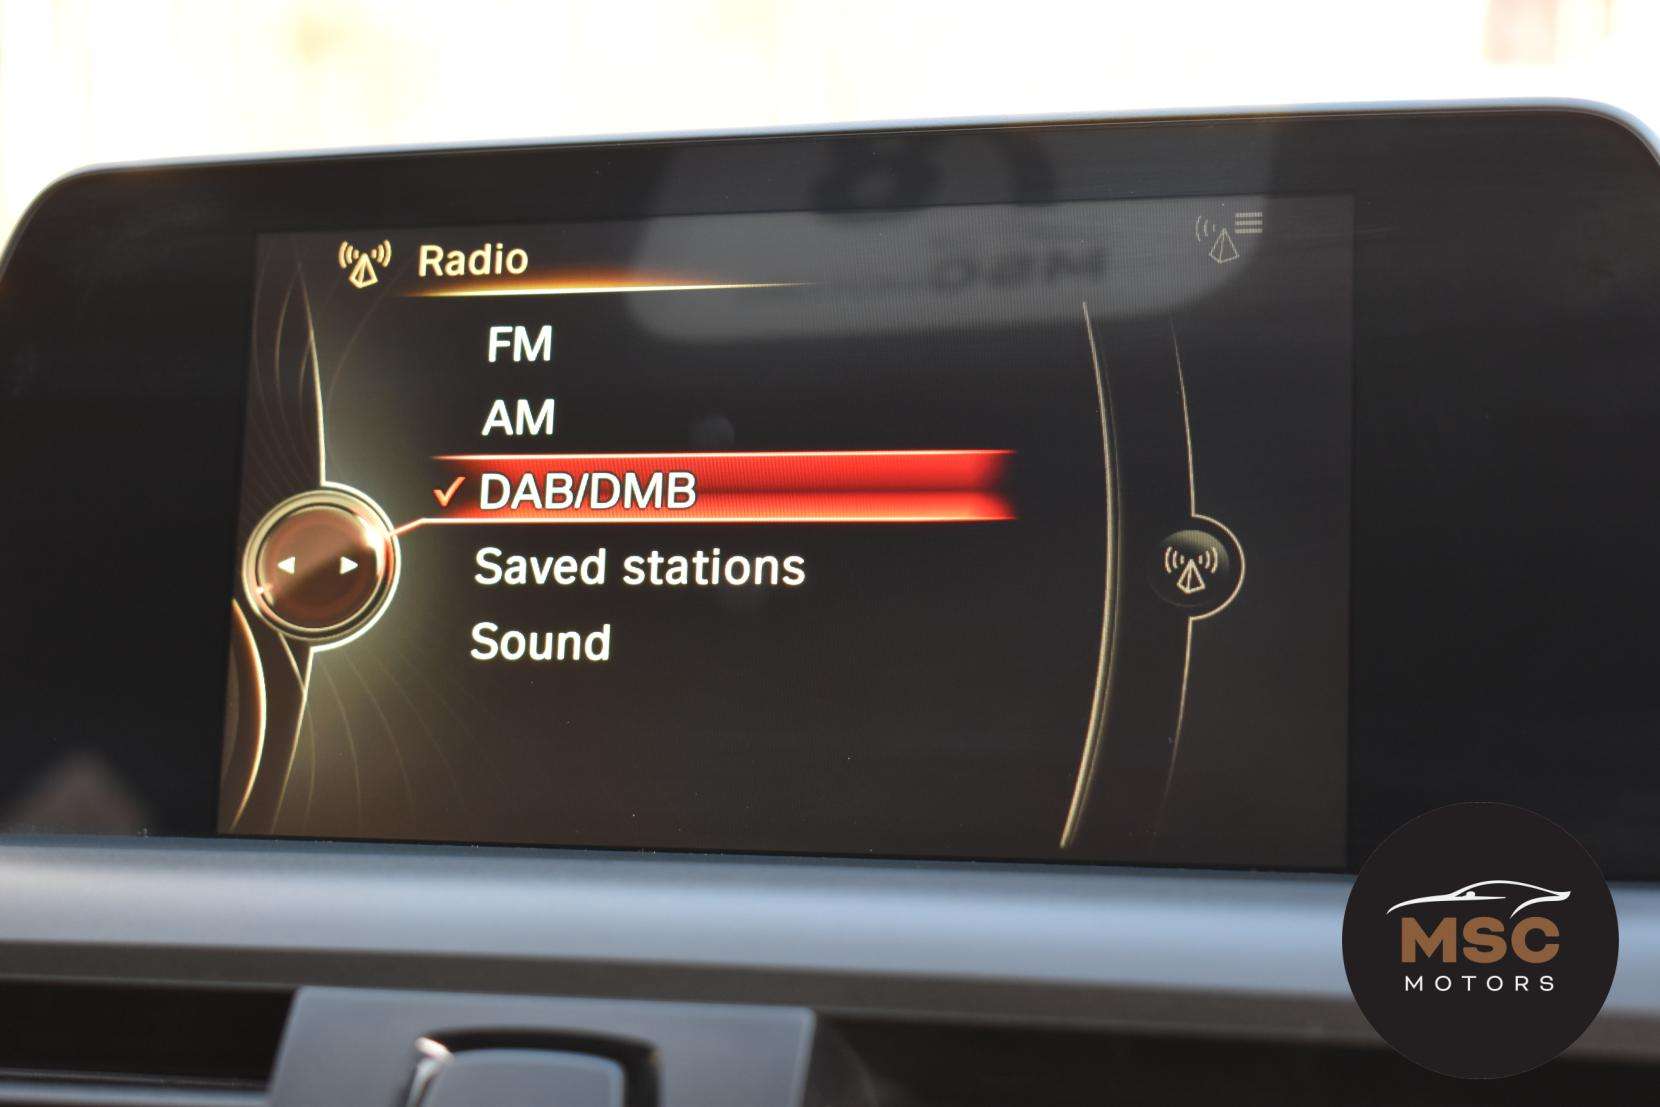 Radio
FM
AM
DAB/DMB
Saved stations
Sound
MSC
MOTORS